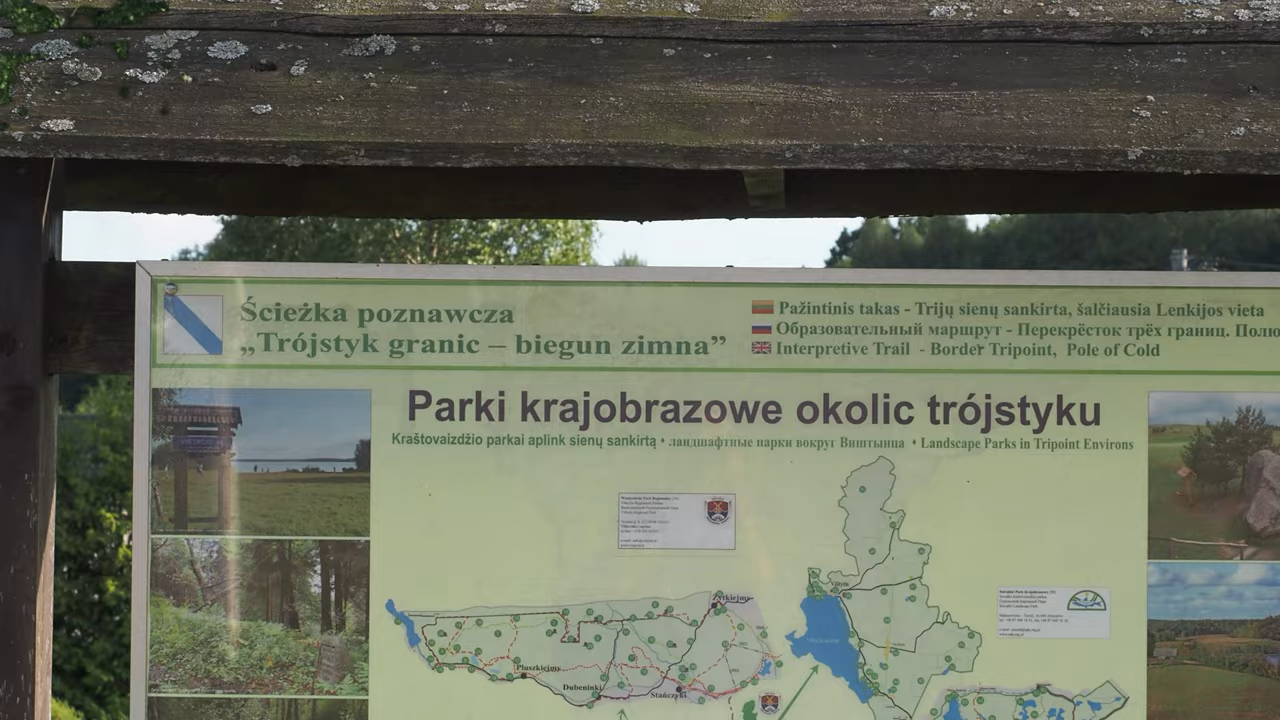 Ścieżka poznawcza
„Trójstyk granic – biegun zimna”
Pažintinis takas - Trijų sienų sankirta, šalčiausia Lenkijos vieta
Образовательный маршрут - Перекрёсток трёх границ. Полю
Interpretive Trail - Border Tripoint, Pole of Cold
Parki krajobrazowe okolic trójstyku
Kraštovaizdžio parkai aplink sienų sankirtą • ландшафтные парки вокруг Виштынца • Landscape Parks in Tripoint Environs
Żytkiejmy
Pluszkiejmy
Dubeninki
Stańczyki